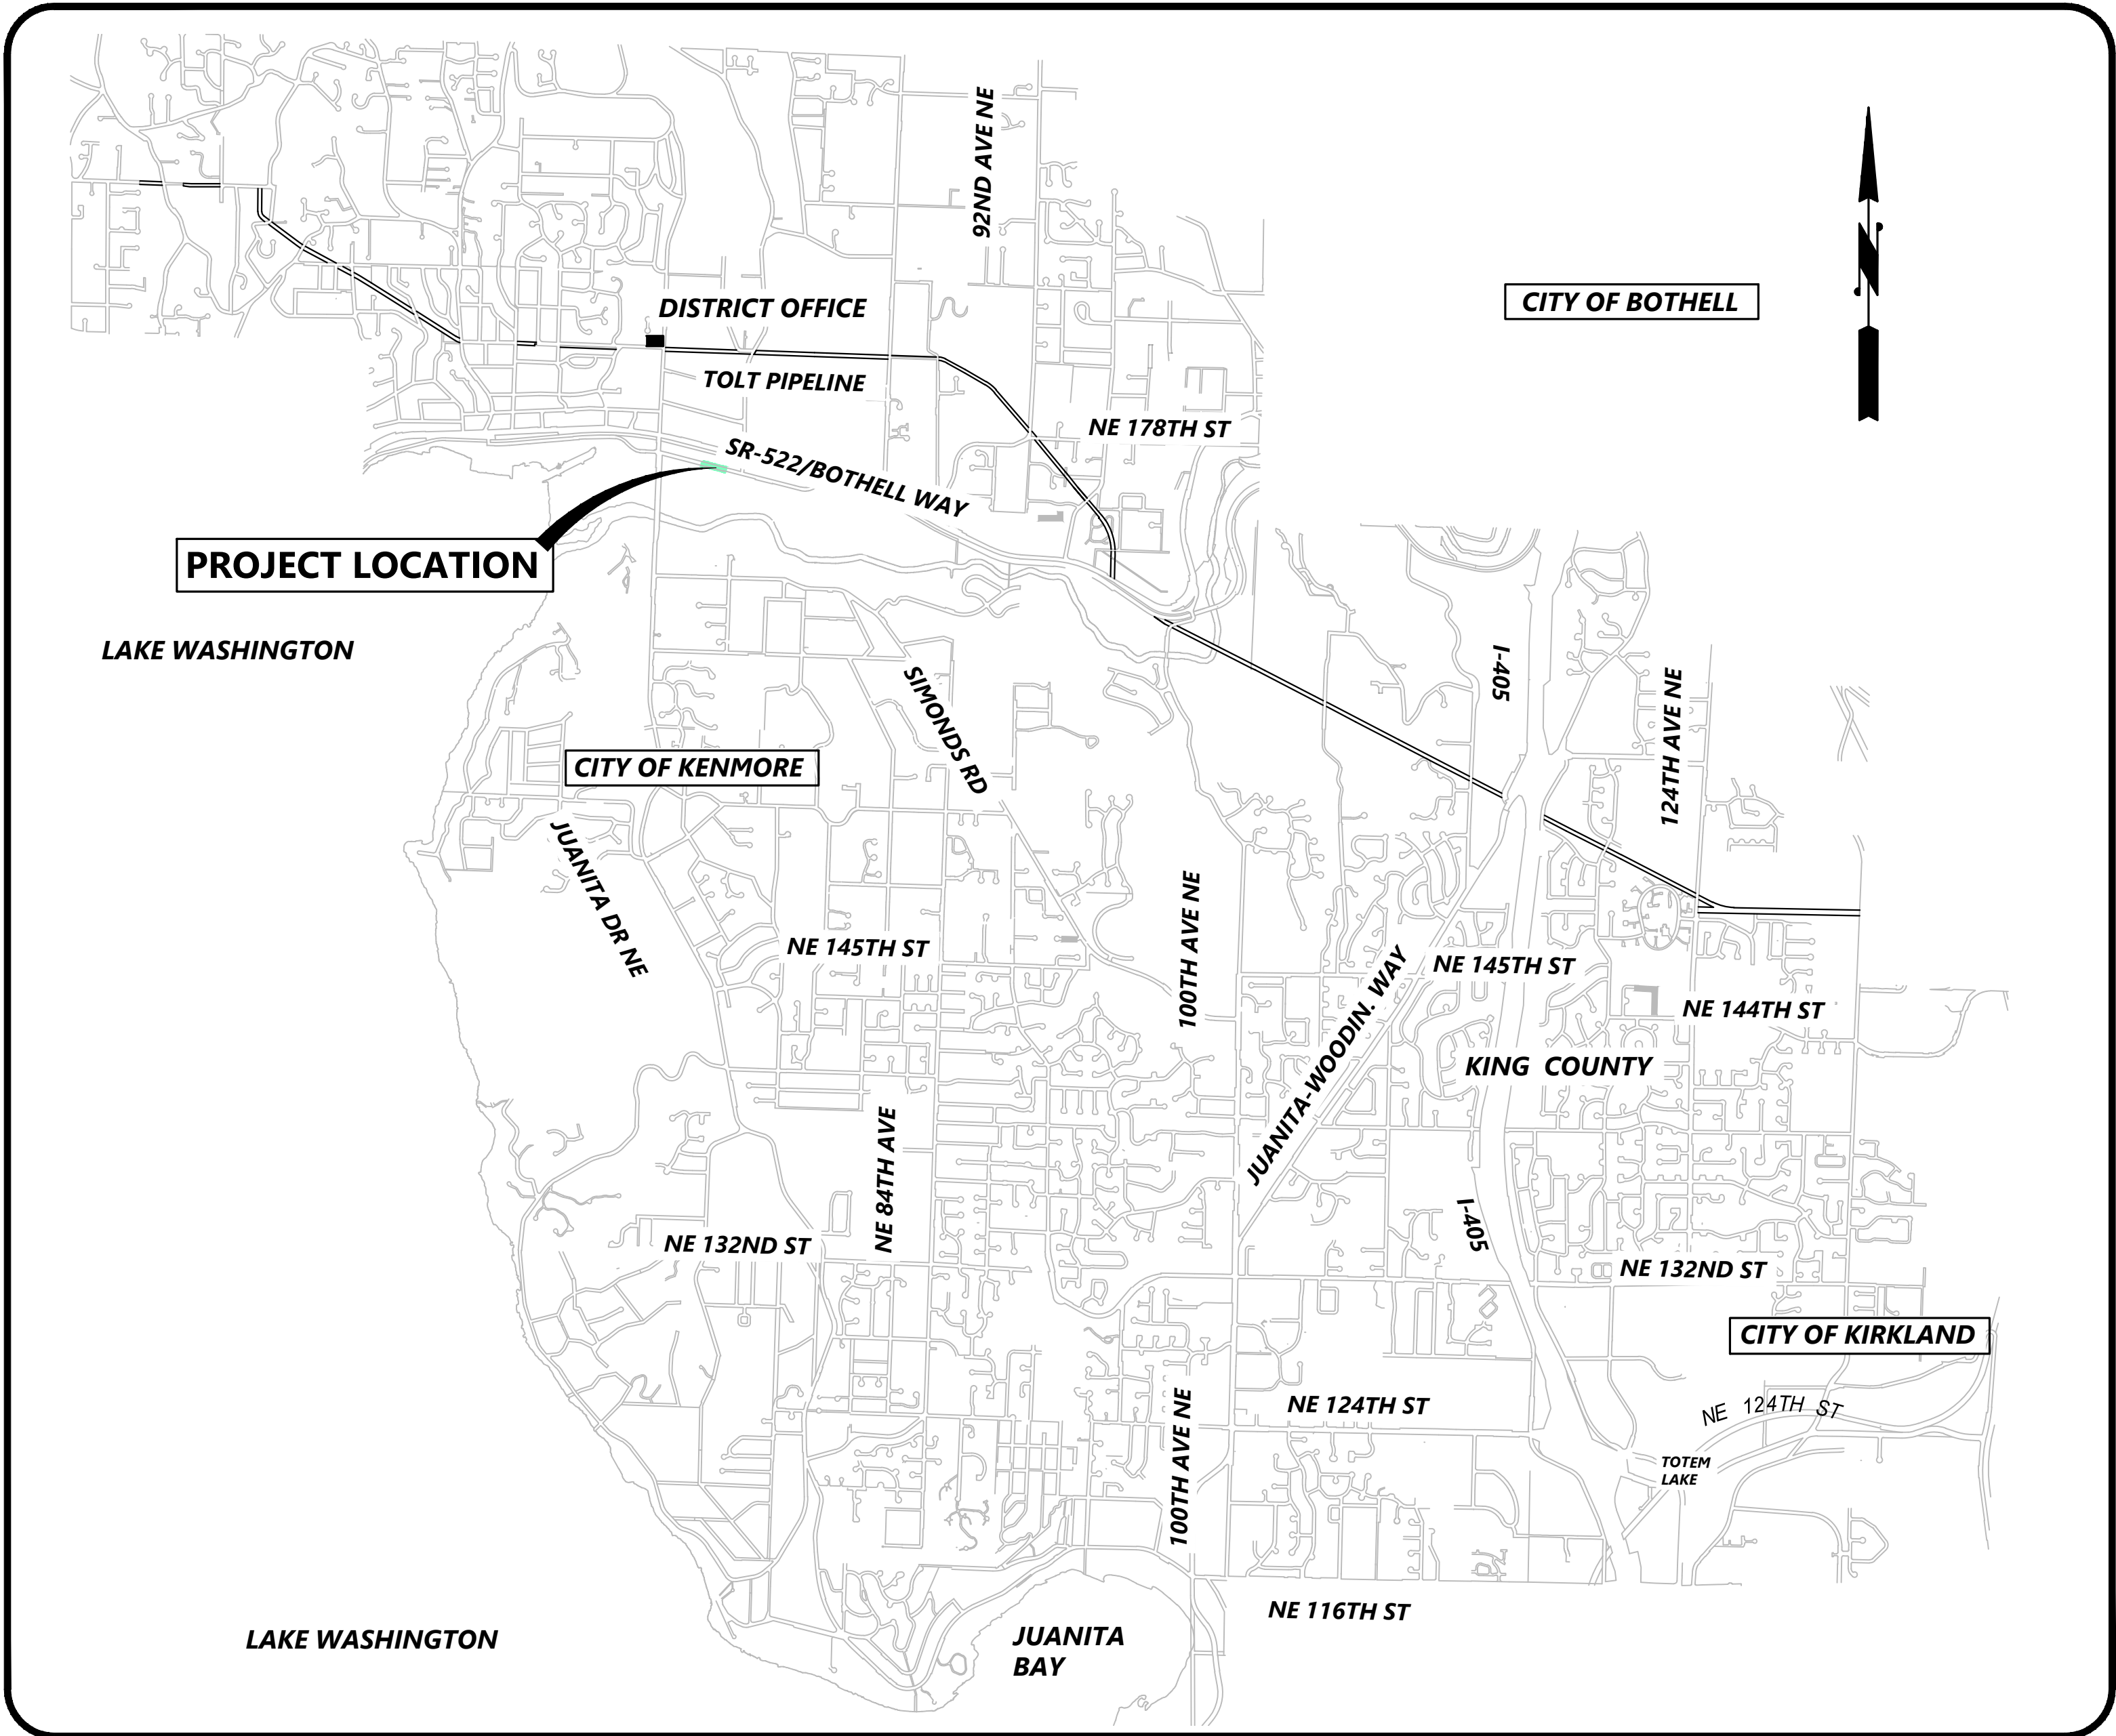 92ND AVE NE
N
CITY OF BOTHELL
DISTRICT OFFICE
TOLT PIPELINE
NE 178TH ST
SR-522/BOTHELL WAY
PROJECT LOCATION
LAKE WASHINGTON
I-405
SIMONDS RD
124TH AVE NE
CITY OF KENMORE
JUANITA DR NE
100TH AVE NE
NE 145TH ST
JUANITA-WOODIN. WAY
NE 145TH ST
NE 144TH ST
KING COUNTY
NE 84TH AVE
I-405
NE 132ND ST
NE 132ND ST
CITY OF KIRKLAND
100TH AVE NE
NE 124TH ST
NE 124TH ST
TOTEM
LAKE
NE 116TH ST
LAKE WASHINGTON
JUANITA
BAY